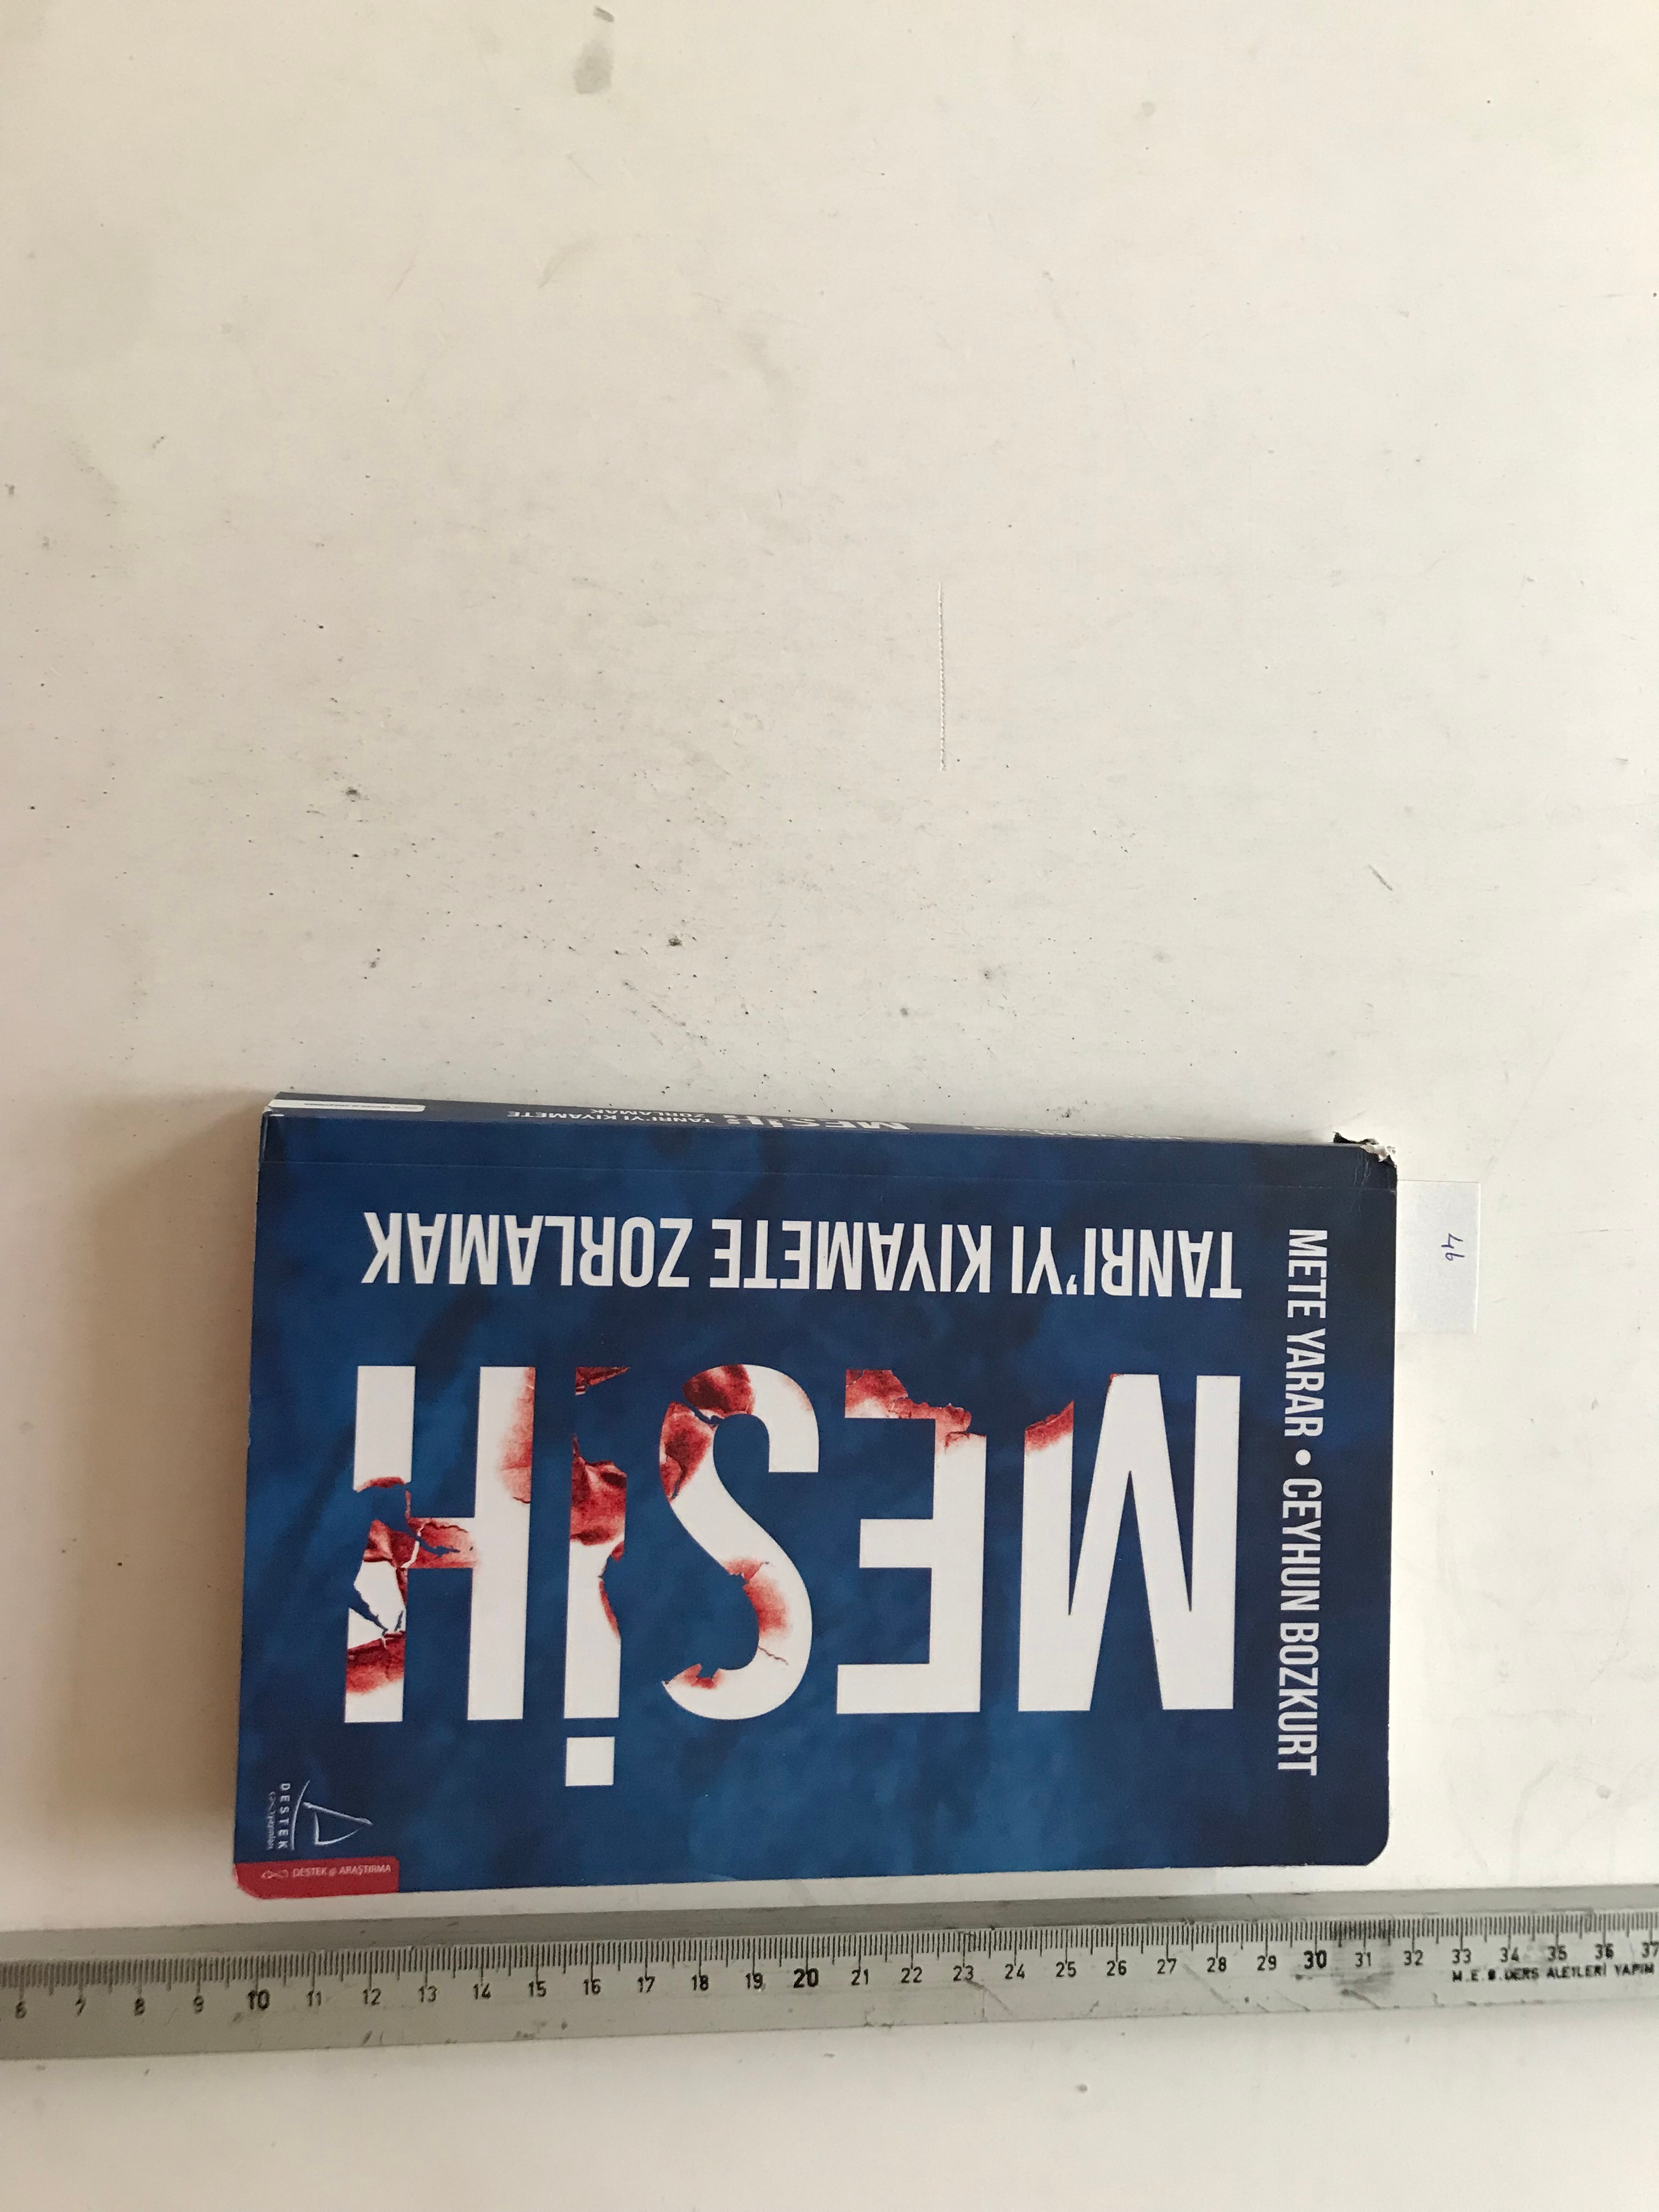 METE YARAR • CEYHUN BOZKURT
MESİH
TANRI'YI KIYAMETE ZORLAMAK
DESTEK
DESTEK @ ARAŞTIRMA
MESİH TANRI'YI KIYAMETE
ZORLAMAK
46
6 7 8 9 10 11 12 13 14 15 16 17 18 19 20 21 22 23 24 25 26 27 28 29 30 31 32 33 34 35 36 37
M.E.B. DERS ALETLERİ YAPIM